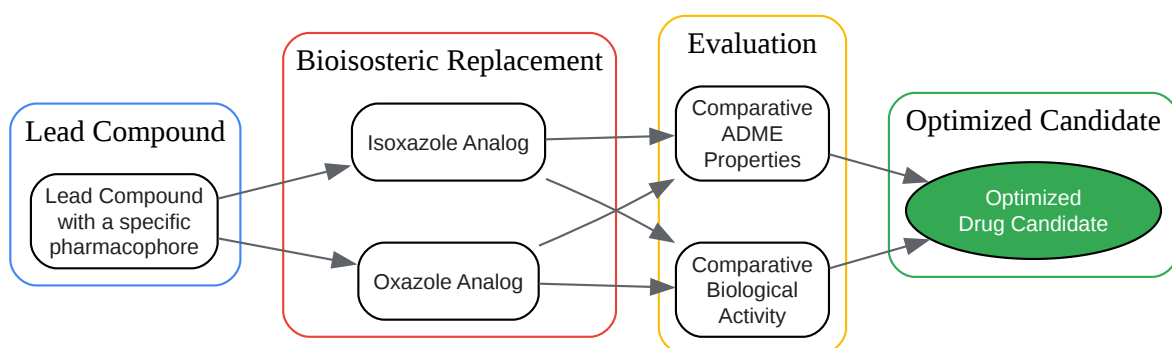 Lead Compound
Lead Compound
with a specific
pharmacophore
Bioisosteric Replacement
Isoxazole Analog
Oxazole Analog
Evaluation
Comparative
ADME
Properties
Comparative
Biological
Activity
Optimized Candidate
Optimized
Drug Candidate